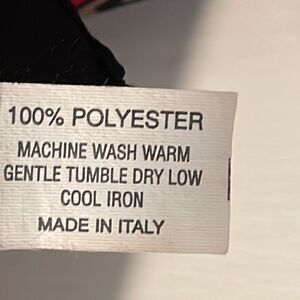 100% POLYESTER
MACHINE WASH WARM
GENTLE TUMBLE DRY LOW
COOL IRON
MADE IN ITALY